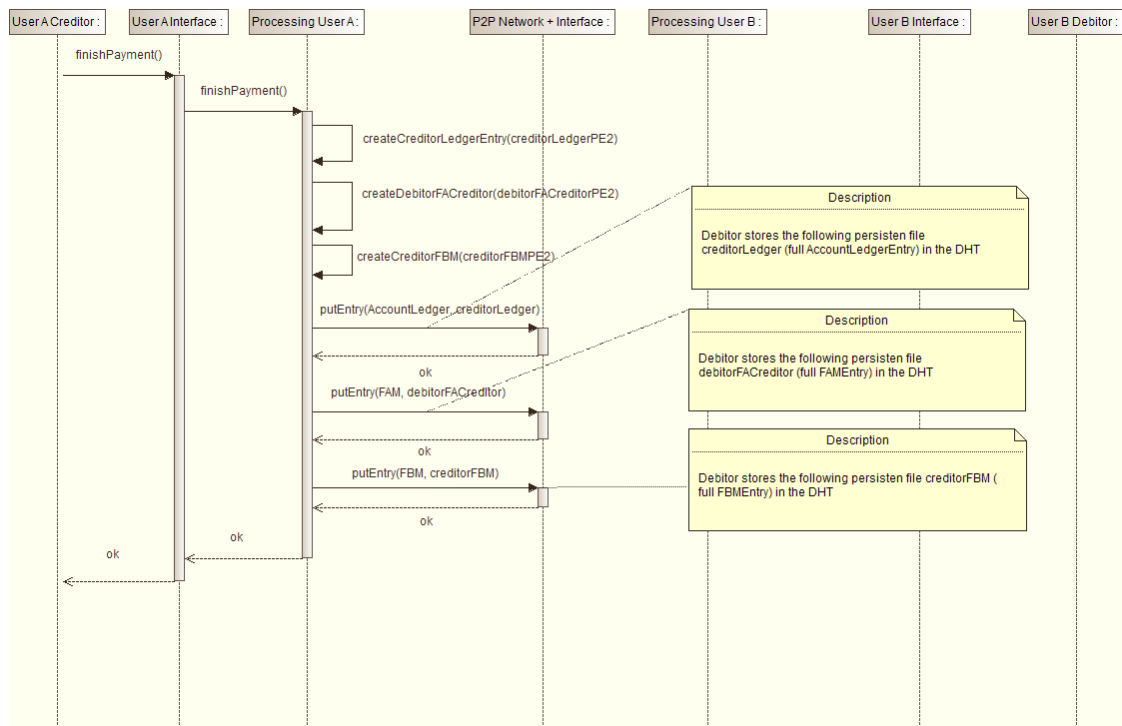 User A Creditor :
User A Interface :
Processing User A :
P2P Network + Interface :
Processing User B :
User B Interface :
User B Debitor :
finishPayment()
finishPayment()
createCreditorLedgerEntry(creditorLedgerPE2)
createDebitorFACreditor(debitorFACreditorPE2)
Description
Debitor stores the following persisten file
creditorLedger (full AccountLedgerEntry) in the DHT
createCreditorFBM(creditorFBMPE2)
putEntry(AccountLedger, creditorLedger)
ok
Description
Debitor stores the following persisten file
debitorFACreditor (full FAMEntry) in the DHT
putEntry(FAM, debitorFACreditor)
ok
Description
Debitor stores the following persisten file creditorFBM (
full FBMEntry) in the DHT
putEntry(FBM, creditorFBM)
ok
ok
ok